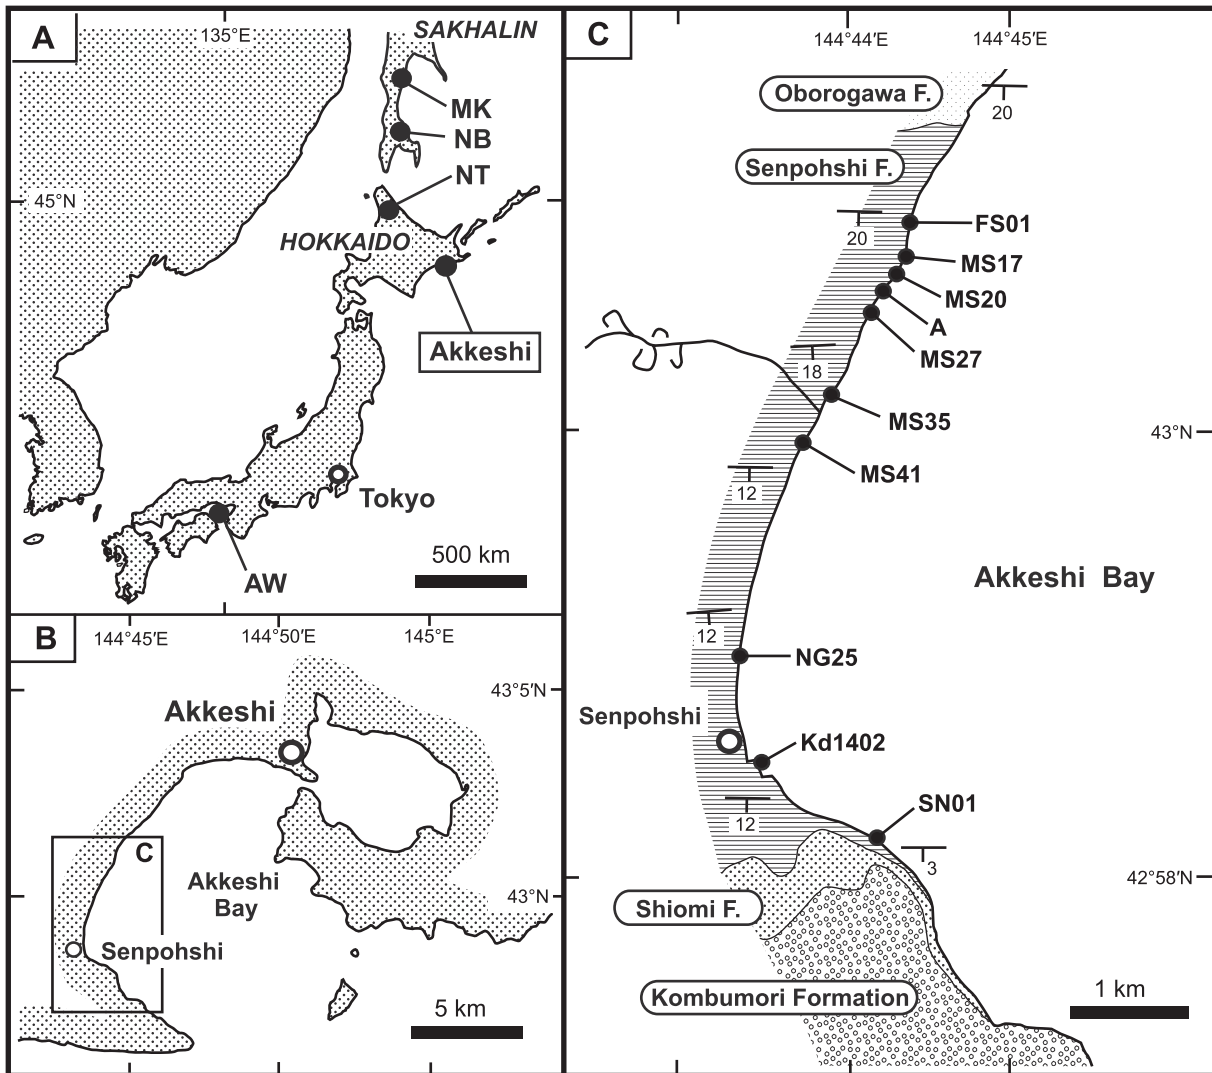 A
135°E
SAKHALIN
MK
NB
NT
45°N
HOKKAIDO
Akkeshi
Tokyo
500 km
AW
B
144°45'E
144°50'E
145°E
43°5'N
Akkeshi
C
Akkeshi
Bay
43°N
Senpohshi
5 km
C
144°44'E
144°45'E
Oborogawa F.
20
Senpohshi F.
20
FS01
MS17
MS20
A
MS27
18
MS35
43°N
MS41
12
Akkeshi Bay
12
NG25
Senpohshi
Kd1402
SN01
12
3
42°58'N
Shiomi F.
Kombumori Formation
1 km